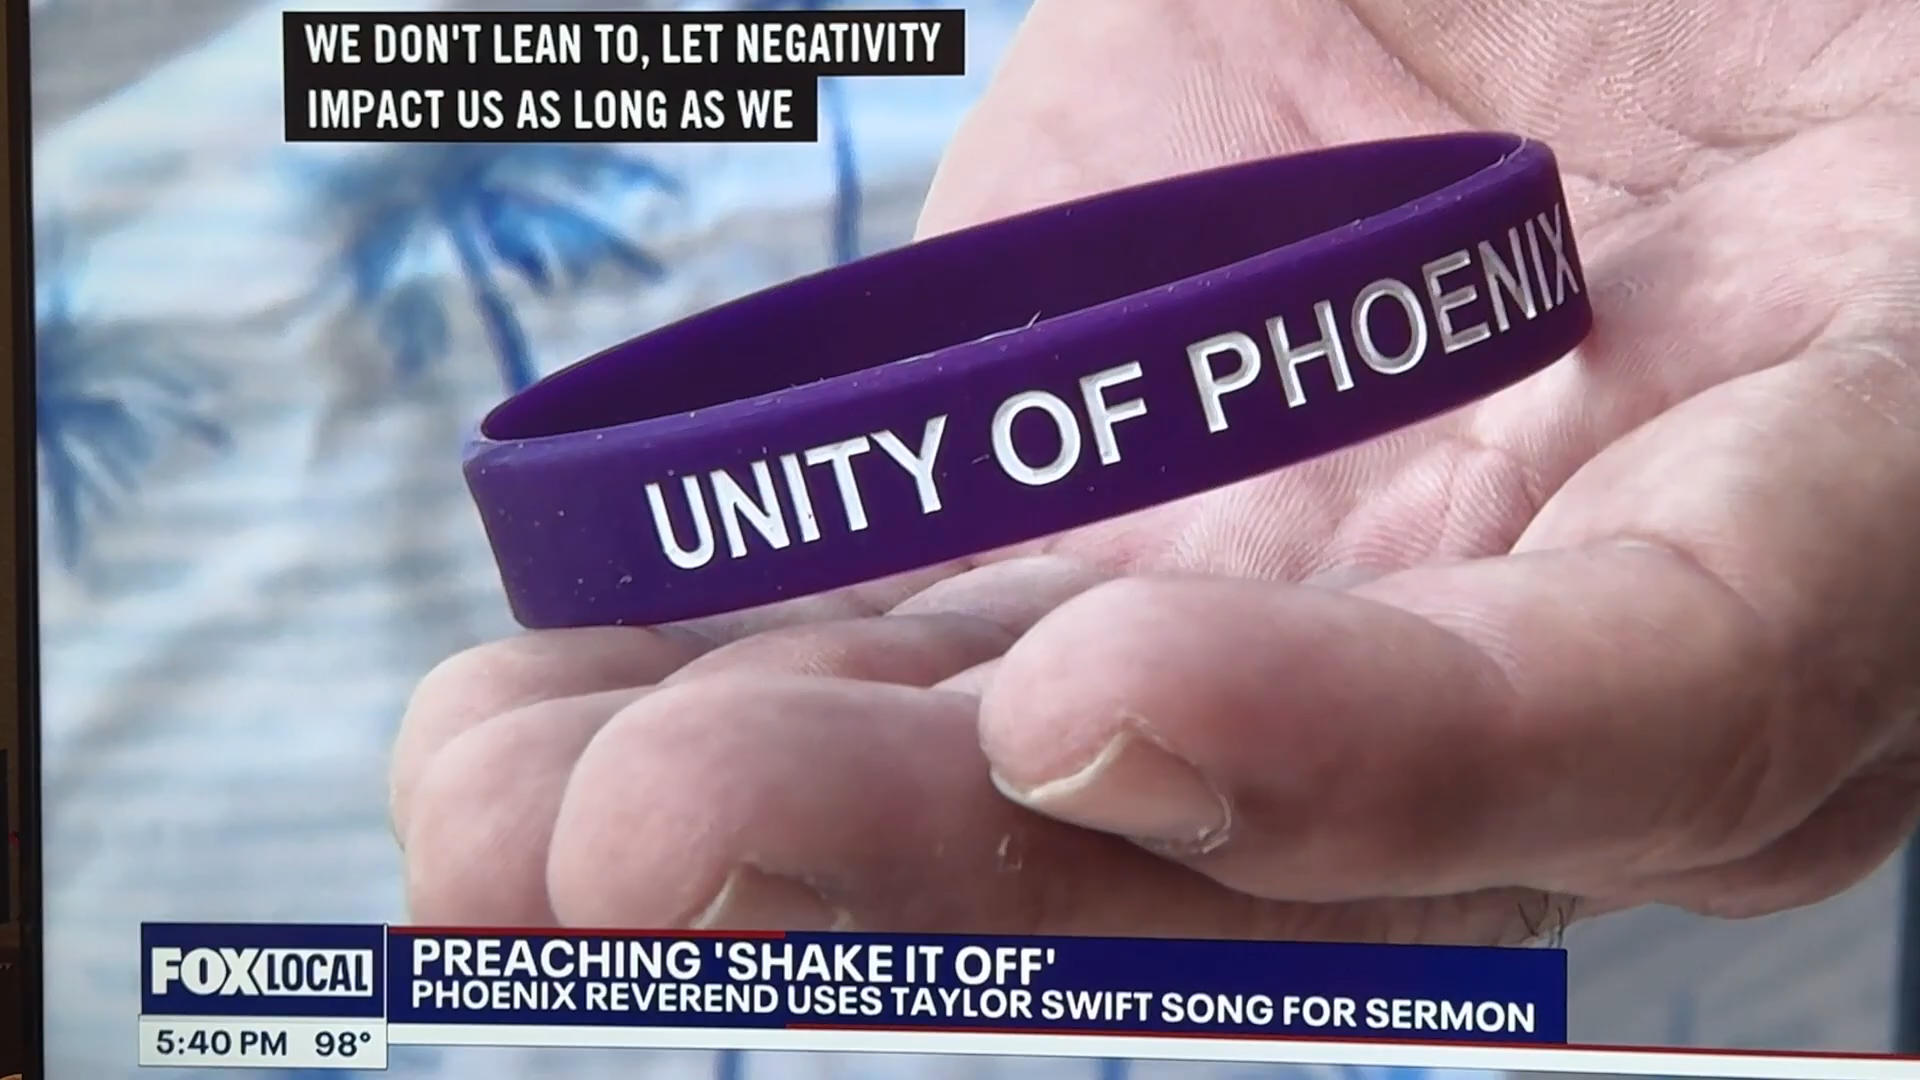 WE DON'T LEAN TO, LET NEGATIVITY
IMPACT US AS LONG AS WE
UNITY OF PHOENIX
FOX LOCAL
PREACHING 'SHAKE IT OFF'
PHOENIX REVEREND USES TAYLOR SWIFT SONG FOR SERMON
5:40 PM 98°